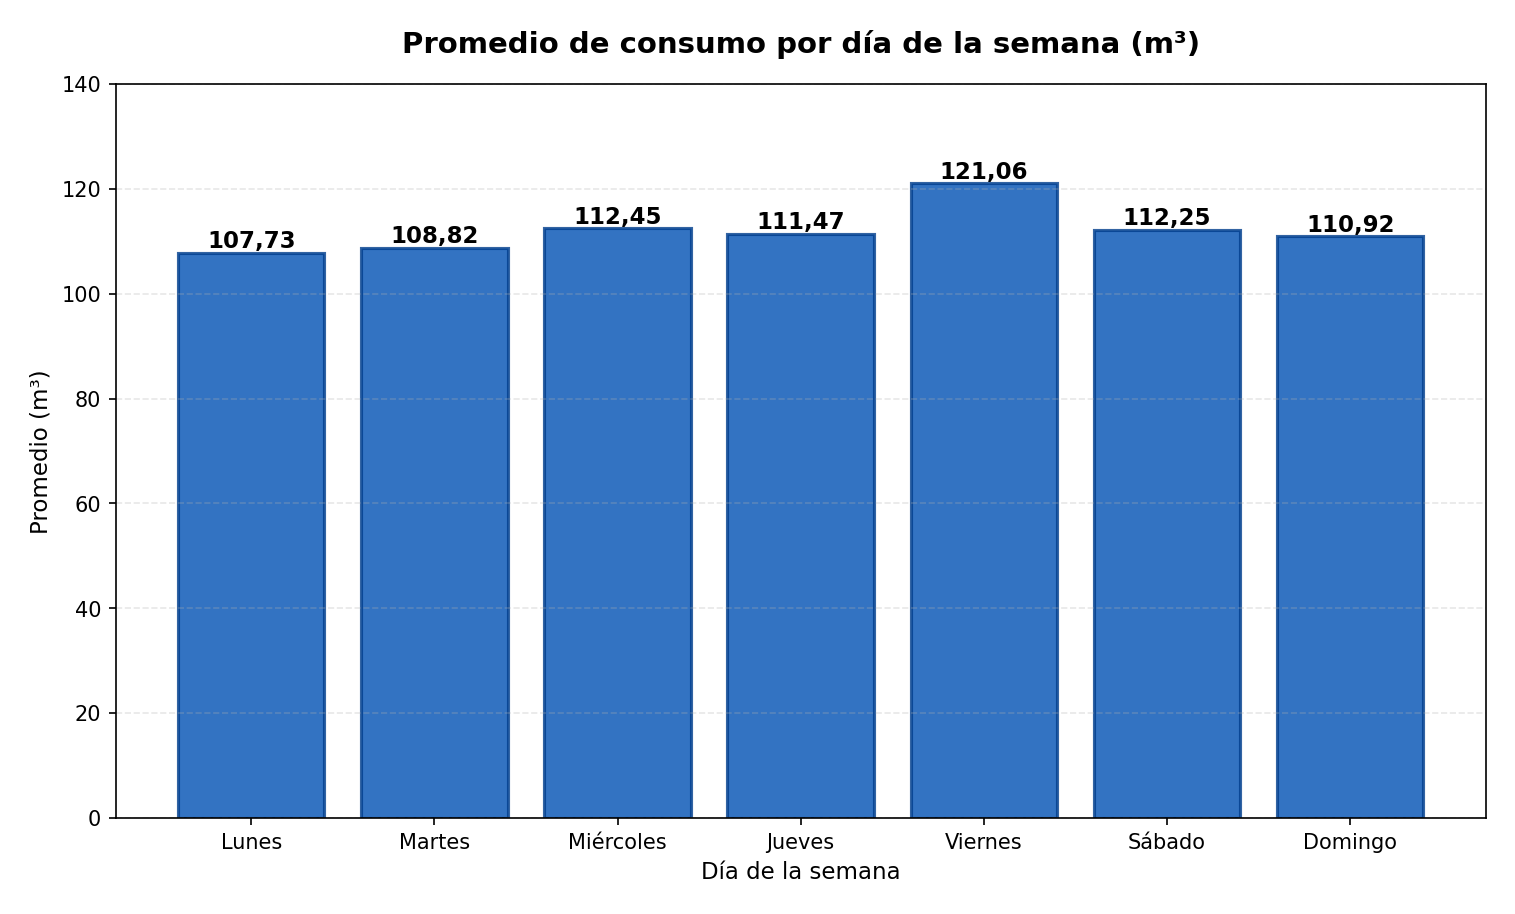 Promedio de consumo por día de la semana (m³)
140
120
100
80
60
40
20
0
Promedio (m³)
107,73
108,82
112,45
111,47
121,06
112,25
110,92
Lunes
Martes
Miércoles
Jueves
Viernes
Sábado
Domingo
Día de la semana